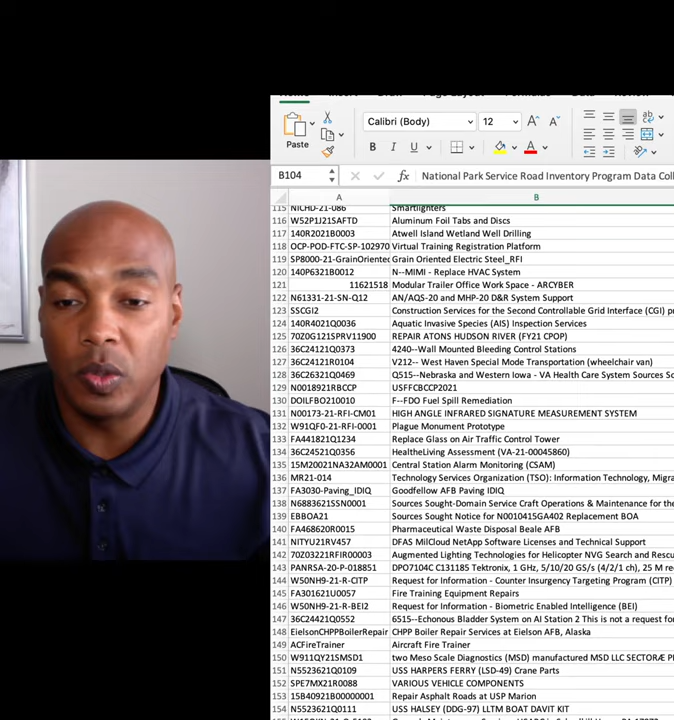 Calibri (Body) 12 A A
Paste B I U A
B104 fx National Park Service Road Inventory Program Data Coll
A B
115 NICHD-21-086 Smartlighters
116 W52P1J21SAFTD Aluminum Foil Tabs and Discs
117 140R2021B0003 Atwell Island Wetland Well Drilling
118 OCP-POD-FTC-SP-102970 Virtual Training Registration Platform
119 SP8000-21-GrainOriented Grain Oriented Electric Steel_RFI
120 140P6321B0012 N--MIMI - Replace HVAC System
121 11621518 Modular Trailer Office Work Space - ARCYBER
122 N61331-21-SN-Q12 AN/AQS-20 and MHP-20 D&R System Support
123 SSCGI2 Construction Services for the Second Controllable Grid Interface (CGI) pr
124 140R4021Q0036 Aquatic Invasive Species (AIS) Inspection Services
125 70Z0G121SPRV11900 REPAIR ATONS HUDSON RIVER (FY21 CPOP)
126 36C24121Q0373 4240--Wall Mounted Bleeding Control Stations
127 36C24121R0104 V212-- West Haven Special Mode Transportation (wheelchair van)
128 36C26321Q0469 Q515--Nebraska and Western Iowa - VA Health Care System Sources So
129 N0018921RBCCP USFFCBCCP2021
130 DOILFBO210010 F--FDO Fuel Spill Remediation
131 N00173-21-RFI-CM01 HIGH ANGLE INFRARED SIGNATURE MEASUREMENT SYSTEM
132 W91QF0-21-RFI-0001 Plague Monument Prototype
133 FA441821Q1234 Replace Glass on Air Traffic Control Tower
134 36C24521Q0356 HealtheLiving Assessment (VA-21-00045860)
135 15M20021NA32AM0001 Central Station Alarm Monitoring (CSAM)
136 MR21-014 Technology Services Organization (TSO): Information Technology, Migra
137 FA3030-Paving_IDIQ Goodfellow AFB Paving IDIQ
138 N6883621SSN0001 Sources Sought-Domain Service Craft Operations & Maintenance for the
139 EBBOA21 Sources Sought Notice for N0010415GA402 Replacement BOA
140 FA468620R0015 Pharmaceutical Waste Disposal Beale AFB
141 NITYU21RV457 DFAS MilCloud NetApp Software Licenses and Technical Support
142 70Z03221RFIR00003 Augmented Lighting Technologies for Helicopter NVG Search and Rescu
143 PANRSA-20-P-018851 DPO7104C C131185 Tektronix, 1 GHz, 5/10/20 GS/s (4/2/1 ch), 25 M rec
144 W50NH9-21-R-CITP Request for Information - Counter Insurgency Targeting Program (CITP)
145 FA301621U0057 Fire Training Equipment Repairs
146 W50NH9-21-R-BEI2 Request for Information - Biometric Enabled Intelligence (BEI)
147 36C24421Q0552 6515--Echonous Bladder System on AI Station 2 This is not a request for
148 EielsonCHPPBoilerRepair CHPP Boiler Repair Services at Eielson AFB, Alaska
149 ACFireTrainer Aircraft Fire Trainer
150 W911QY21SMSD1 two Meso Scale Diagnostics (MSD) manufactured MSD LLC SECTORÆ P
151 N5523621Q0109 USS HARPERS FERRY (LSD-49) Crane Parts
152 SPE7MX21R0088 VARIOUS VEHICLE COMPONENTS
153 15B40921B00000001 Repair Asphalt Roads at USP Marion
154 N5523621Q0111 USS HALSEY (DDG-97) LLTM BOAT DAVIT KIT